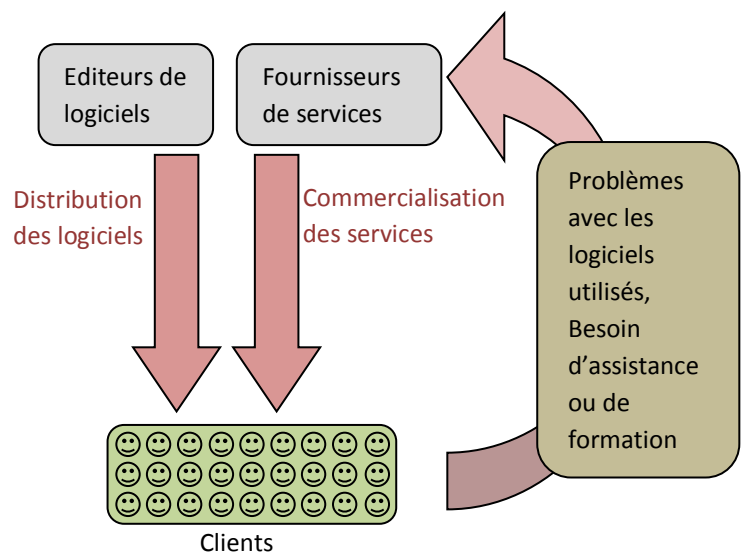 Editeurs de
logiciels
Fournisseurs
de services
Distribution
des logiciels
Commercialisation
des services
Problèmes
avec les
logiciels
utilisés,
Besoin
d’assistance
ou de
formation
Clients